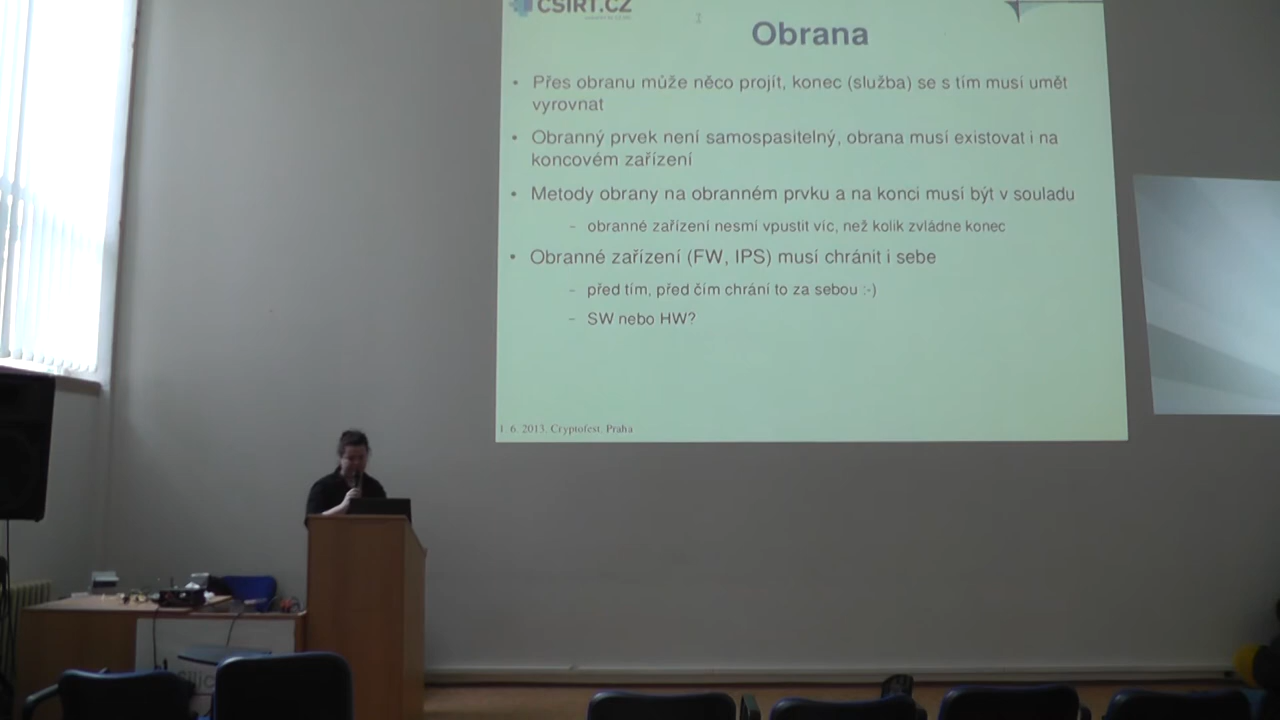 CSIRT.CZ
Obrana
• Přes obranu může něco projít, konec (služba) se s tím musí umět
vyrovnat
• Obranný prvek není samospasitelný, obrana musí existovat i na
koncovém zařízení
• Metody obrany na obranném prvku a na konci musí být v souladu
- obranné zařízení nesmí vpustit víc, než kolik zvládne konec
• Obranné zařízení (FW, IPS) musí chránit i sebe
- před tím, před čím chrání to za sebou :-)
- SW nebo HW?
1. 6. 2013, Cryptofest, Praha